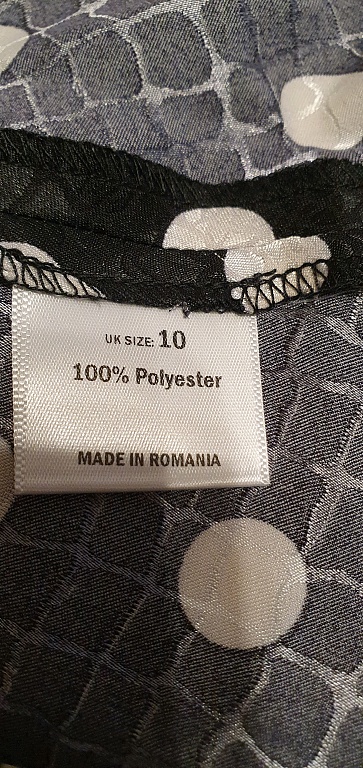 UK SIZE: 10
100% Polyester
MADE IN ROMANIA